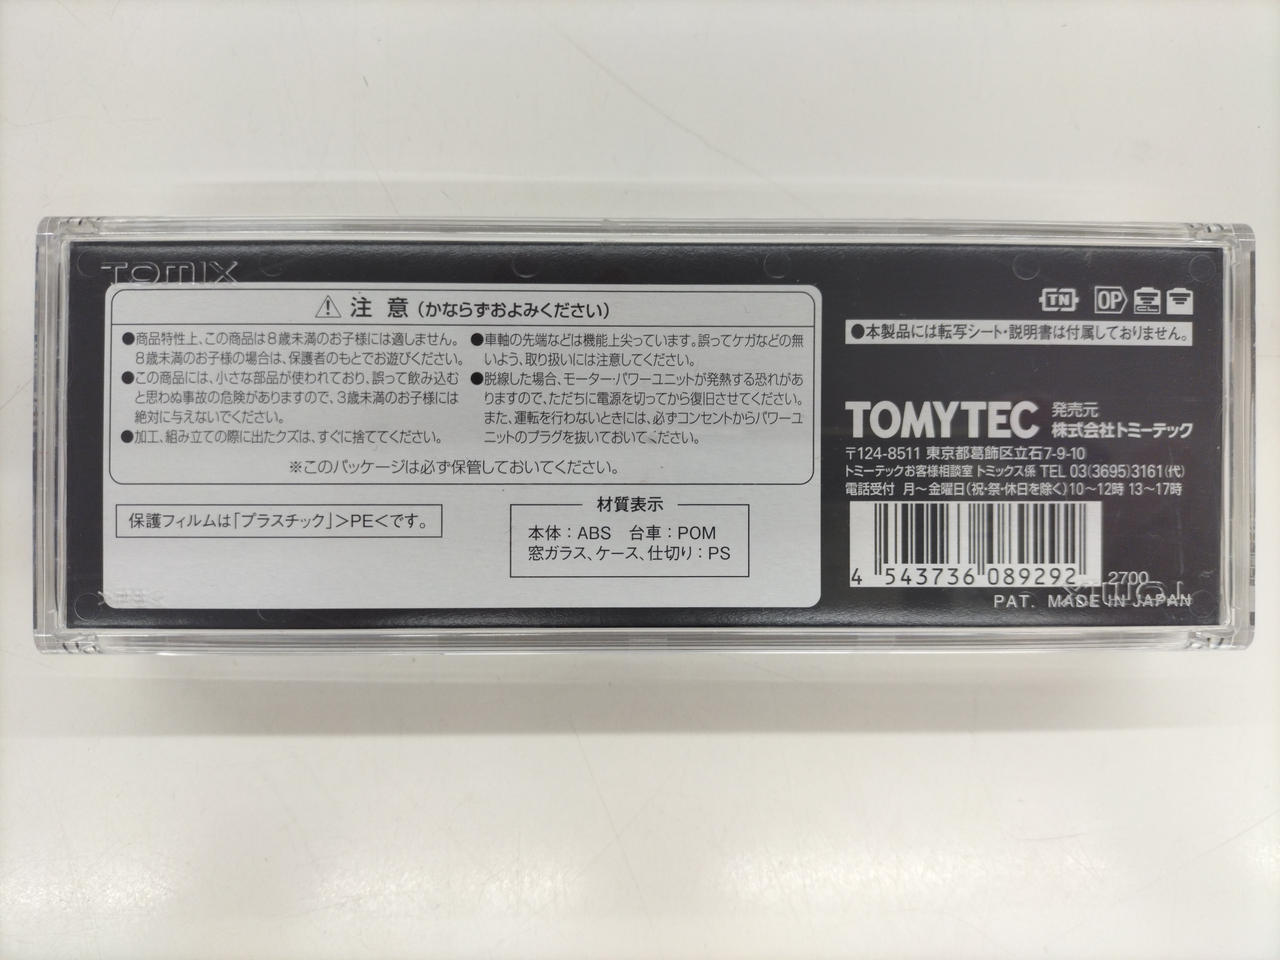 TOMIX
注 意 (かならずおよみください)
●商品特性上、この商品は8歳未満のお子様には適しません。
8歳未満のお子様の場合は、保護者のもとでお遊びください。
●この商品には、小さな部品が使われており、誤って飲み込む
と思わぬ事故の危険がありますので、3歳未満のお子様には
絶対に与えないでください。
●加工、組み立ての際に出たクズは、すぐに捨ててください。
●車軸の先端などは機能上尖っています。誤ってケガなどの無
いよう、取り扱いには注意してください。
●脱線した場合、モーター・パワーユニットが発熱する恐れがあ
りますので、ただちに電源を切ってから復旧させてください。
また、運転を行わないときには、必ずコンセントからパワーユ
ニットのプラグを抜いておいてください。
※このパッケージは必ず保管しておいてください。
保護フィルムは「プラスチック」>PE<です。
材質表示
本体：ABS 台車：POM
窓ガラス、ケース、仕切り：PS
TN OP CL
●本製品には転写シート・説明書は付属しておりません。
TOMYTEC 発売元
株式会社トミーテック
〒124-8511 東京都葛飾区立石7-9-10
トミーテックお客様相談室 トミックス係 TEL 03(3695)3161(代)
電話受付 月〜金曜日(祝・祭・休日を除く)10〜12時 13〜17時
4 543736 089292
2700
PAT. MADE IN JAPAN
TOMIX